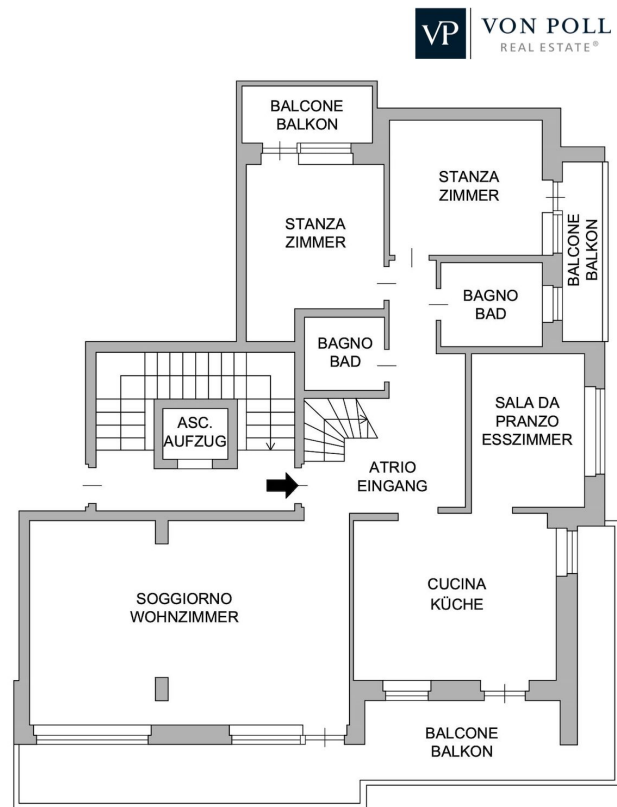 VP VON POLL
REAL ESTATE®
BALCONE
BALKON
STANZA
ZIMMER
STANZA
ZIMMER
BALCONE
BALKON
BAGNO
BAD
BAGNO
BAD
ASC.
AUFZUG
SALA DA
PRANZO
ESSZIMMER
ATRIO
EINGANG
SOGGIORNO
WOHNZIMMER
CUCINA
KÜCHE
BALCONE
BALKON